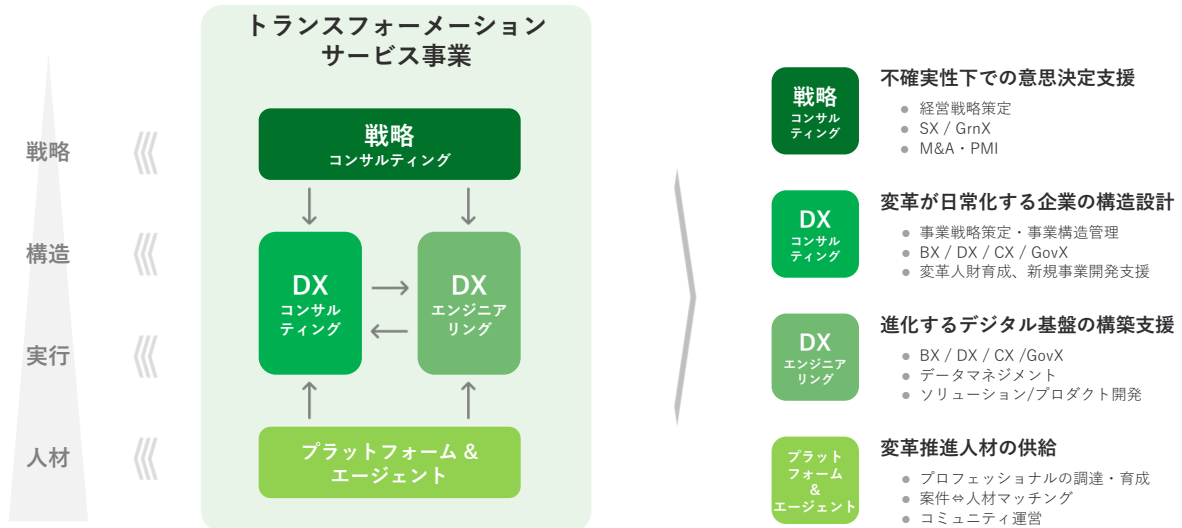 トランスフォーメーション
サービス事業
戦略
構造
実行
人材
戦略
コンサルティング
DX
コンサル
ティング
DX
エンジニア
リング
プラットフォーム &
エージェント
戦略
コンサル
ティング
不確実性下での意思決定支援
● 経営戦略策定
● SX / GrnX
● M&A・PMI
DX
コンサル
ティング
変革が日常化する企業の構造設計
● 事業戦略策定・事業構造管理
● BX / DX / CX / GovX
● 変革人財育成、新規事業開発支援
DX
エンジニア
リング
進化するデジタル基盤の構築支援
● BX / DX / CX /GovX
● データマネジメント
● ソリューション/プロダクト開発
プラット
フォーム
&
エージェント
変革推進人材の供給
● プロフェッショナルの調達・育成
● 案件⇔人材マッチング
● コミュニティ運営